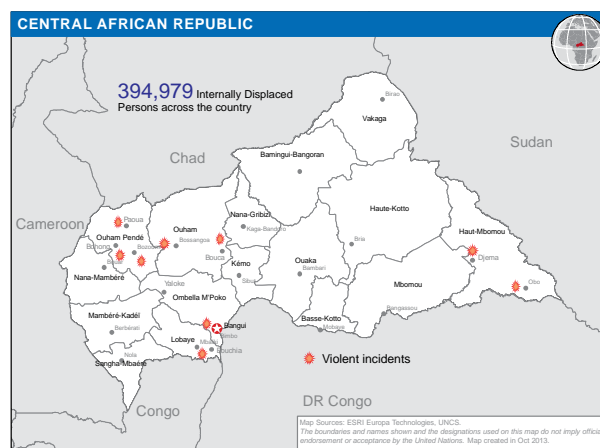 CENTRAL AFRICAN REPUBLIC
394,979 Internally Displaced
Persons across the country
Birao
Vakaga
Sudan
Chad
Bamingui-Bangoran
Haute-Kotto
Nana-Gribizi
Kaga-Bandoro
Cameroon
Paoua
Ouham
Ouham Pendé
Bossangoa
Bohong
Bozoum
Bouca
Bria
Haut-Mbomou
Djema
Kémo
Ouaka
Bambari
Nana-Mambéré
Sibut
Mbomou
Obo
Yaloke
Ombella M'Poko
Mambéré-Kadéï
Basse-Kotto
Bangassou
Mobaye
Bangui
Bimbo
Berbérati
Lobaye
Mbaïki
Bouchia
Nola
Sangha-Mbaéré
Violent incidents
Congo
DR Congo
Map Sources: ESRI Europa Technologies, UNCS.
The boundaries and names shown and the designations used on this map do not imply official
endorsement or acceptance by the United Nations. Map created in Oct 2013.